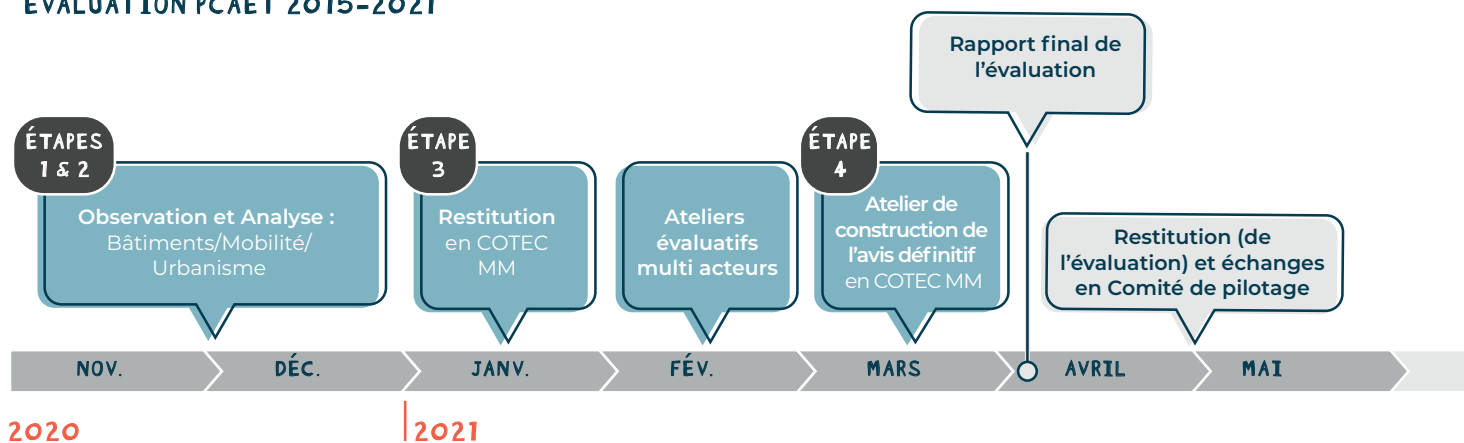 ÉVALUATION PCAET 2015-2021
Rapport final de
l’évaluation
ÉTAPES
1 & 2
Observation et Analyse :
Bâtiments/Mobilité/
Urbanisme
ÉTAPE
3
Restitution
en COTEC
MM
Ateliers
évaluatifs
multi acteurs
ÉTAPE
4
Atelier de
construction de
l’avis définitif
en COTEC MM
Restitution (de
l’évaluation) et échanges
en Comité de pilotage
NOV.
DÉC.
JANV.
FÉV.
MARS
AVRIL
MAI
2020
2021